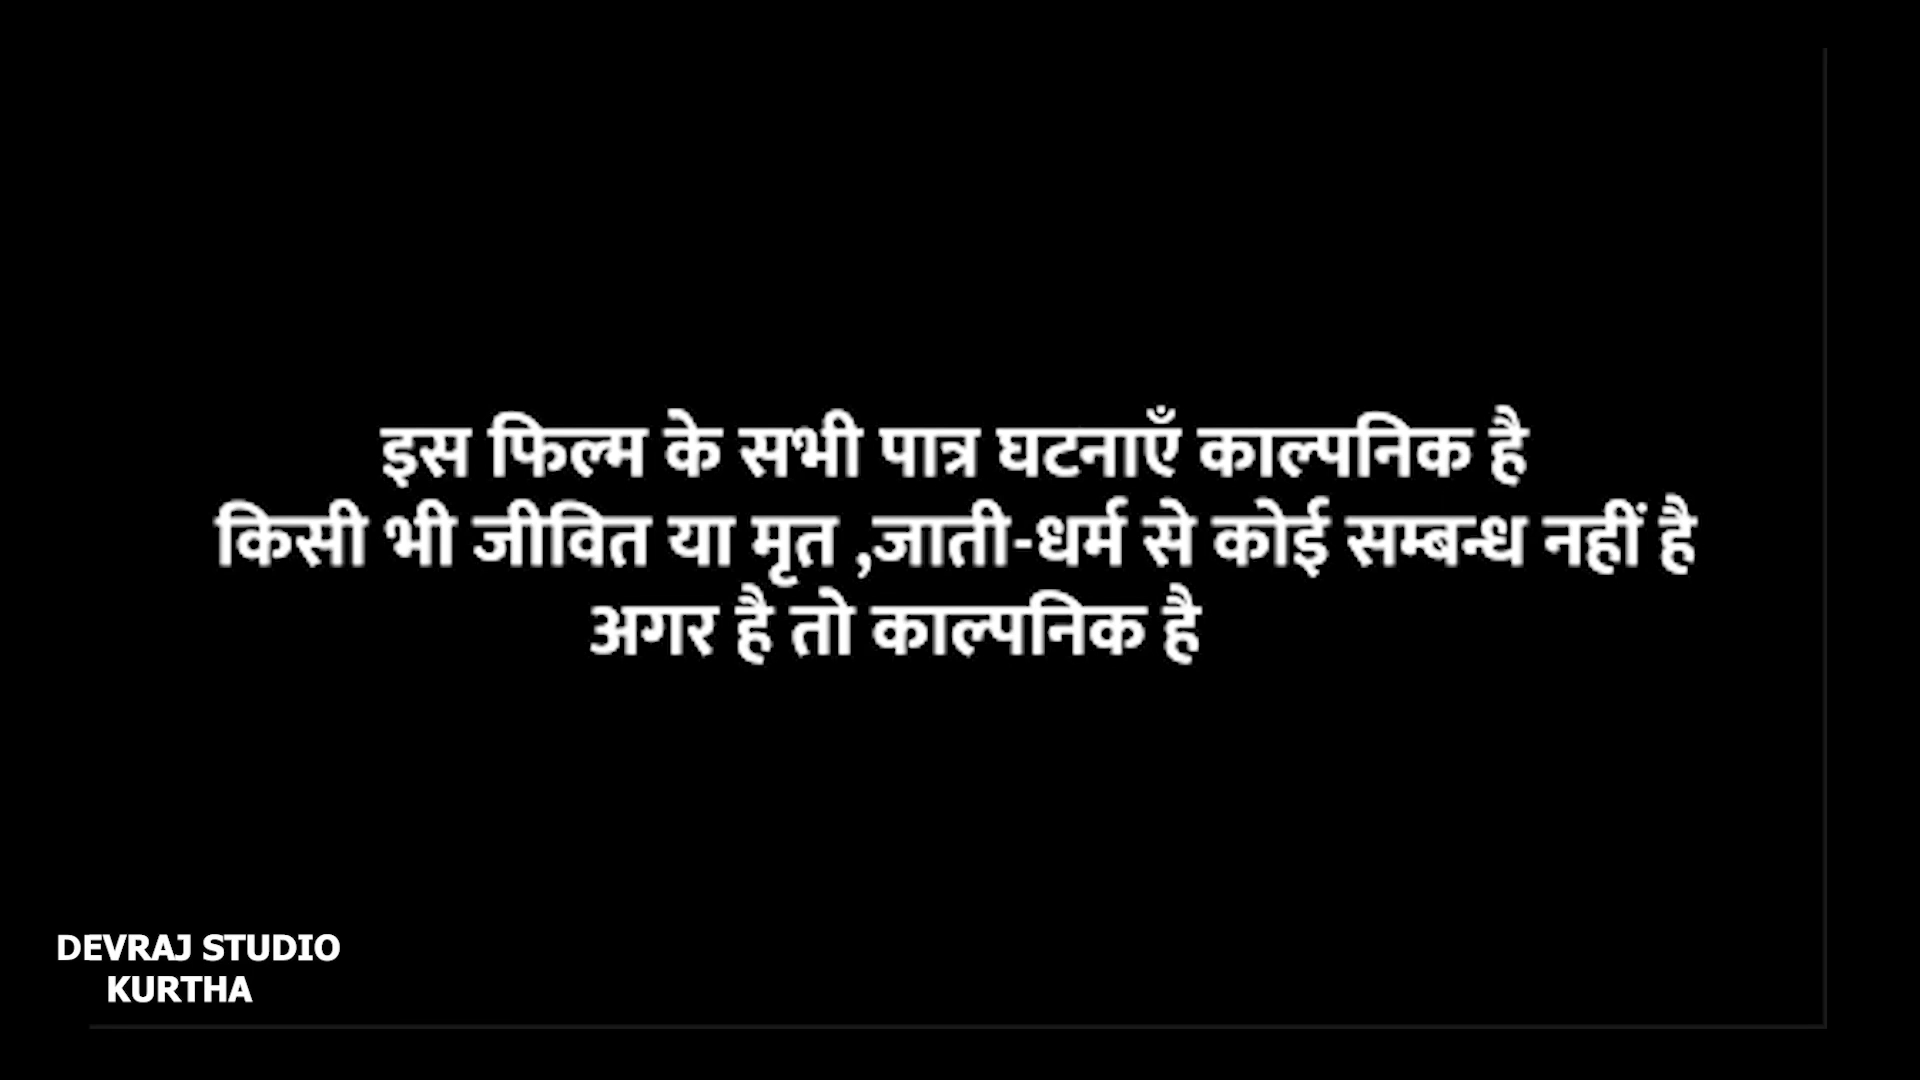 इस फिल्म के सभी पात्र घटनाएँ काल्पनिक है
किसी भी जीवित या मृत ,जाती-धर्म से कोई सम्बन्ध नहीं है
अगर है तो काल्पनिक है
DEVRAJ STUDIO
KURTHA